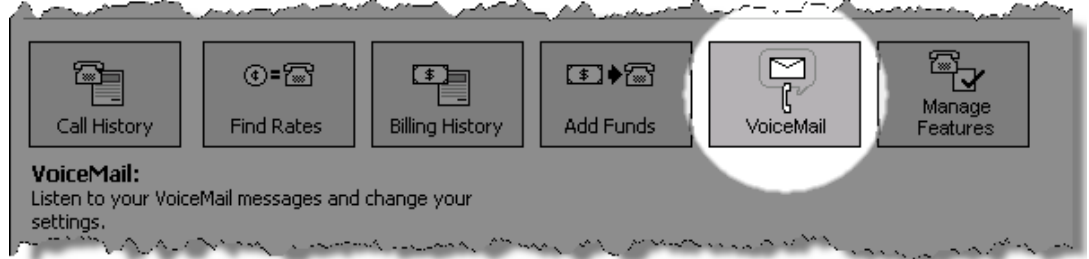 Call History
Find Rates
Billing History
Add Funds
VoiceMail
Manage
Features
VoiceMail:
Listen to your VoiceMail messages and change your
settings.